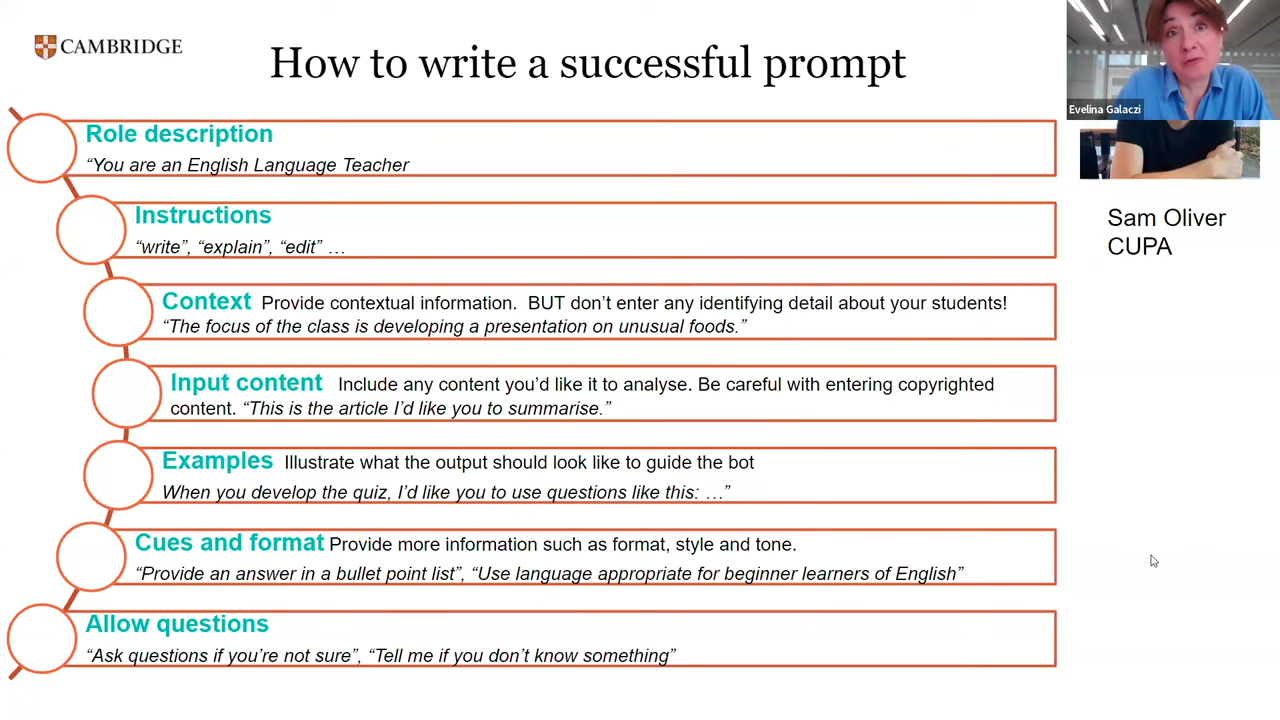 CAMBRIDGE
How to write a successful prompt
Evelina Galaczi
Role description
“You are an English Language Teacher
Instructions
“write”, “explain”, “edit” …
Context Provide contextual information. BUT don’t enter any identifying detail about your students!
“The focus of the class is developing a presentation on unusual foods.”
Input content Include any content you’d like it to analyse. Be careful with entering copyrighted
content. “This is the article I’d like you to summarise.”
Examples Illustrate what the output should look like to guide the bot
When you develop the quiz, I’d like you to use questions like this: …”
Cues and format Provide more information such as format, style and tone.
“Provide an answer in a bullet point list”, “Use language appropriate for beginner learners of English”
Allow questions
“Ask questions if you’re not sure”, “Tell me if you don’t know something”
Sam Oliver
CUPA